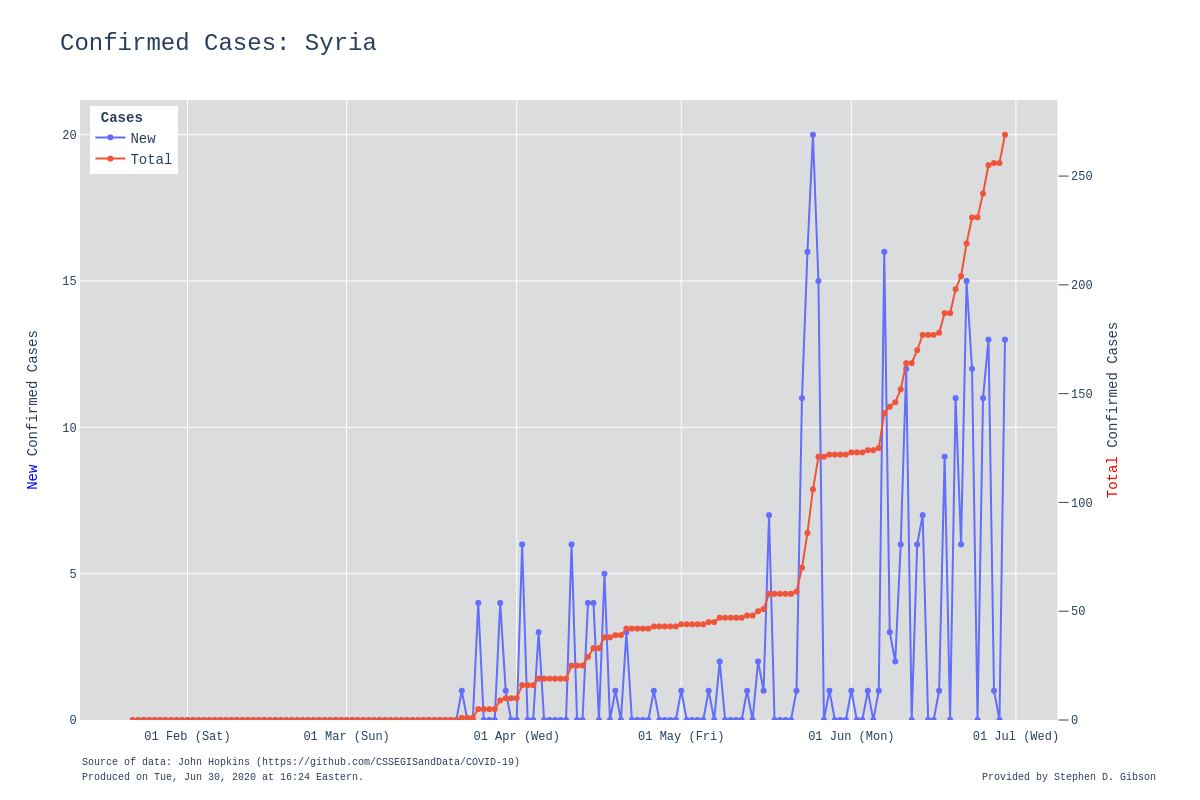 Confirmed Cases: Syria
Cases
New
Total
20
15
10
5
0
250
200
150
100
50
0
New Confirmed Cases
Total Confirmed Cases
01 Feb (Sat)
01 Mar (Sun)
01 Apr (Wed)
01 May (Fri)
01 Jun (Mon)
01 Jul (Wed)
Source of data: John Hopkins (https://github.com/CSSEGISandData/COVID-19)
Produced on Tue, Jun 30, 2020 at 16:24 Eastern.
Provided by Stephen D. Gibson